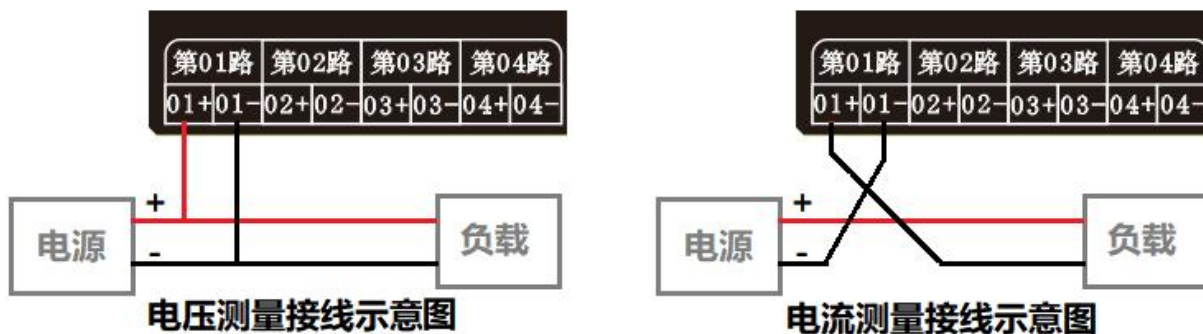 第01路 第02路 第03路 第04路
01+ 01- 02+ 02- 03+ 03- 04+ 04-
+
电源
负载
-
电压测量接线示意图
第01路 第02路 第03路 第04路
01+ 01- 02+ 02- 03+ 03- 04+ 04-
+
电源
负载
-
电流测量接线示意图